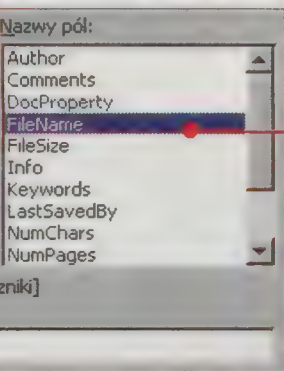 Nazwy pól:
Author
Comments
DocProperty
FileName
FileSize
Info
Keywords
LastSavedBy
NumChars
NumPages
zniki]